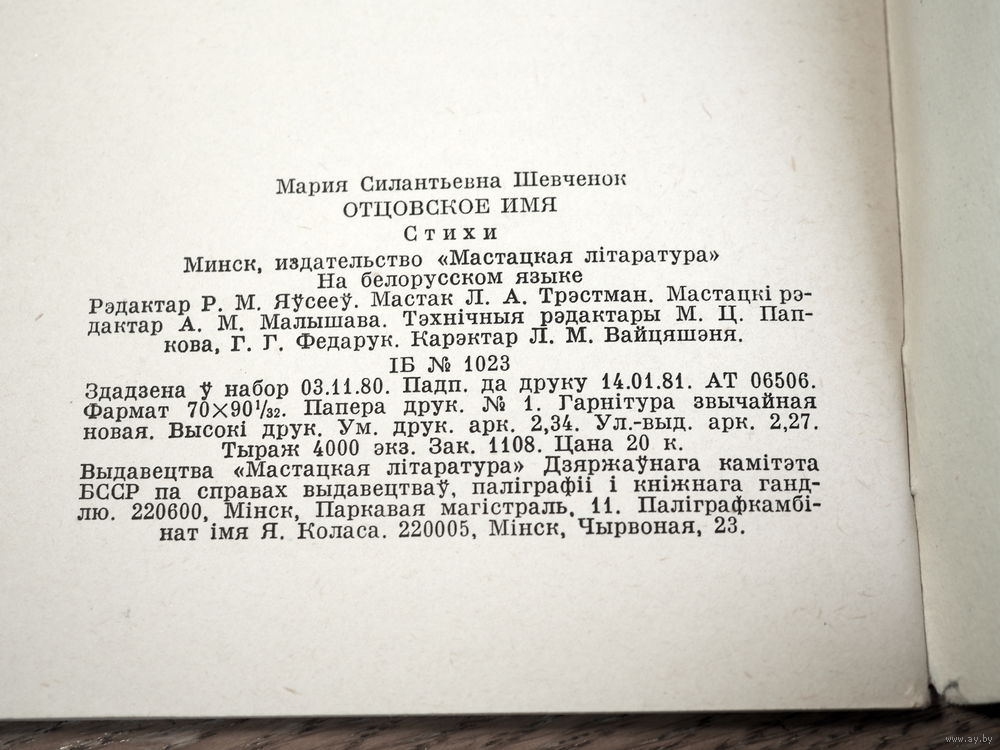 Мария Силантьевна Шевченок
ОТЦОВСКОЕ ИМЯ
Стихи
Минск, издательство «Мастацкая літаратура»
На белорусском языке
Рэдактар Р. М. Яўсееў. Мастак Л. А. Трэстман. Мастацкі рэ-
дактар А. М. Малышава. Тэхнічныя рэдактары М. Ц. Пап-
кова, Г. Г. Федарук. Карэктар Л. М. Вайцяшэня.
ІБ № 1023
Здадзена ў набор 03.11.80. Падп. да друку 14.01.81. АТ 06506.
Фармат 70×90¹/₃₂. Папера друк. № 1. Гарнітура звычайная
новая. Высокі друк. Ум. друк. арк. 2,34. Ул.-выд. арк. 2,27.
Тыраж 4000 экз. Зак. 1108. Цана 20 к.
Выдавецтва «Мастацкая літаратура» Дзяржаўнага камітэта
БССР па справах выдавецтваў, паліграфіі і кніжнага ганд-
лю. 220600, Мінск, Паркавая магістраль, 11. Паліграфкамбі-
нат імя Я. Коласа. 220005, Мінск, Чырвоная, 23.
www.ay.by